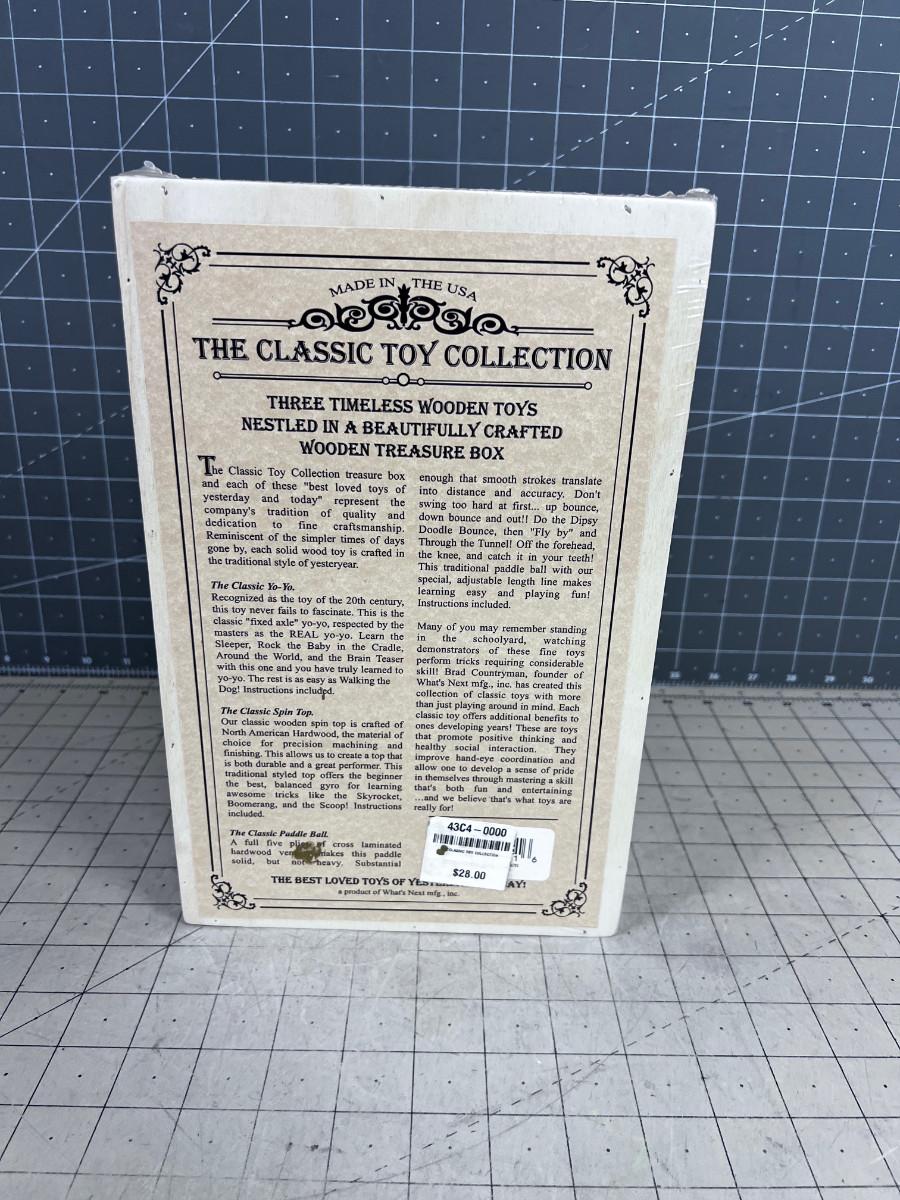 MADE IN THE USA
THE CLASSIC TOY COLLECTION
THREE TIMELESS WOODEN TOYS
NESTLED IN A BEAUTIFULLY CRAFTED
WOODEN TREASURE BOX
The Classic Toy Collection treasure box
and each of these "best loved toys of
yesterday and today" represent the
company's tradition of quality and
dedication to fine craftsmanship.
Reminiscent of the simpler times of days
gone by, each solid wood toy is crafted in
the traditional style of yesteryear.
The Classic Yo-Yo.
Recognized as the toy of the 20th century,
this toy never fails to fascinate. This is the
classic "fixed axle" yo-yo, respected by the
masters as the REAL yo-yo. Learn the
Sleeper, Rock the Baby in the Cradle,
Around the World, and the Brain Teaser
with this one and you have truly learned to
yo-yo. The rest is as easy as Walking the
Dog! Instructions included.
The Classic Spin Top.
Our classic wooden spin top is crafted of
North American Hardwood, the material of
choice for precision machining and
finishing. This allows us to create a top that
is both durable and a great performer. This
traditional styled top offers the beginner
the best, balanced gyro for learning
awesome tricks like the Skyrocket,
Boomerang, and the Scoop! Instructions
included.
The Classic Paddle Ball.
A full five plies of cross laminated
hardwood makes this paddle
solid, but not heavy. Substantial
enough that smooth strokes translate
into distance and accuracy. Don't
swing too hard at first... up bounce,
down bounce and out!! Do the Dipsy
Doodle Bounce, then "Fly by" and
Through the Tunnel! Off the forehead,
the knee, and catch it in your teeth!
This traditional paddle ball with our
special, adjustable length line makes
learning easy and playing fun!
Instructions included.
Many of you may remember standing
in the schoolyard, watching
demonstrators of these fine toys
perform tricks requiring considerable
skill! Brad Countryman, founder of
What's Next mfg., inc. has created this
collection of classic toys with more
than just playing around in mind. Each
classic toy offers additional benefits to
ones developing years! These are toys
that promote positive thinking and
healthy social interaction. They
improve hand-eye coordination and
allow one to develop a sense of pride
in themselves through mastering a skill
that's both fun and entertaining
...and we believe that's what toys are
really for!
43C4-0000
$28.00
1 6
THE BEST LOVED TOYS OF
a product of What's Next mfg., inc.